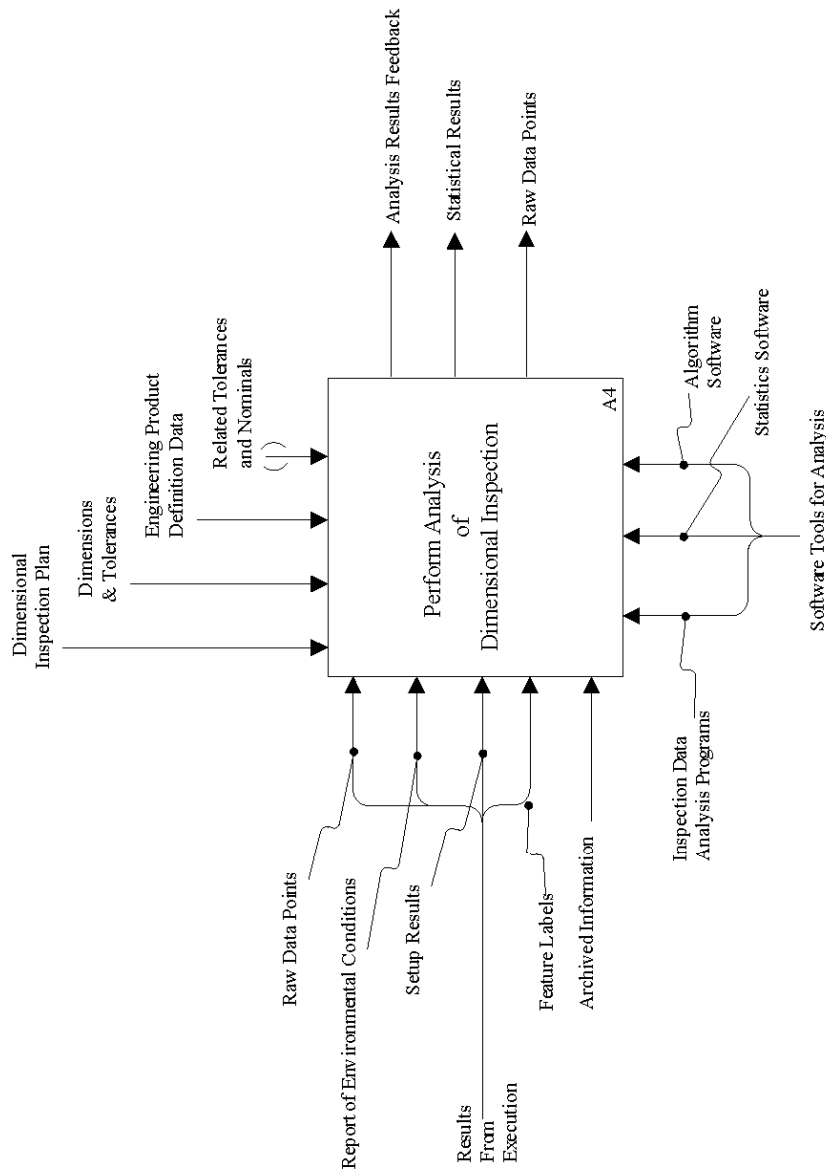 Dimensional
Inspection Plan
Dimensions
& Tolerances
Engineering Product
Definition Data
Related Tolerances
and Nominals
Raw Data Points
Report of Environmental Conditions
Setup Results
Results
From
Execution
Feature Labels
Archived Information
Perform Analysis
of
Dimensional Inspection
A4
Analysis Results Feedback
Statistical Results
Raw Data Points
Inspection Data
Analysis Programs
Algorithm
Software
Statistics Software
Software Tools for Analysis